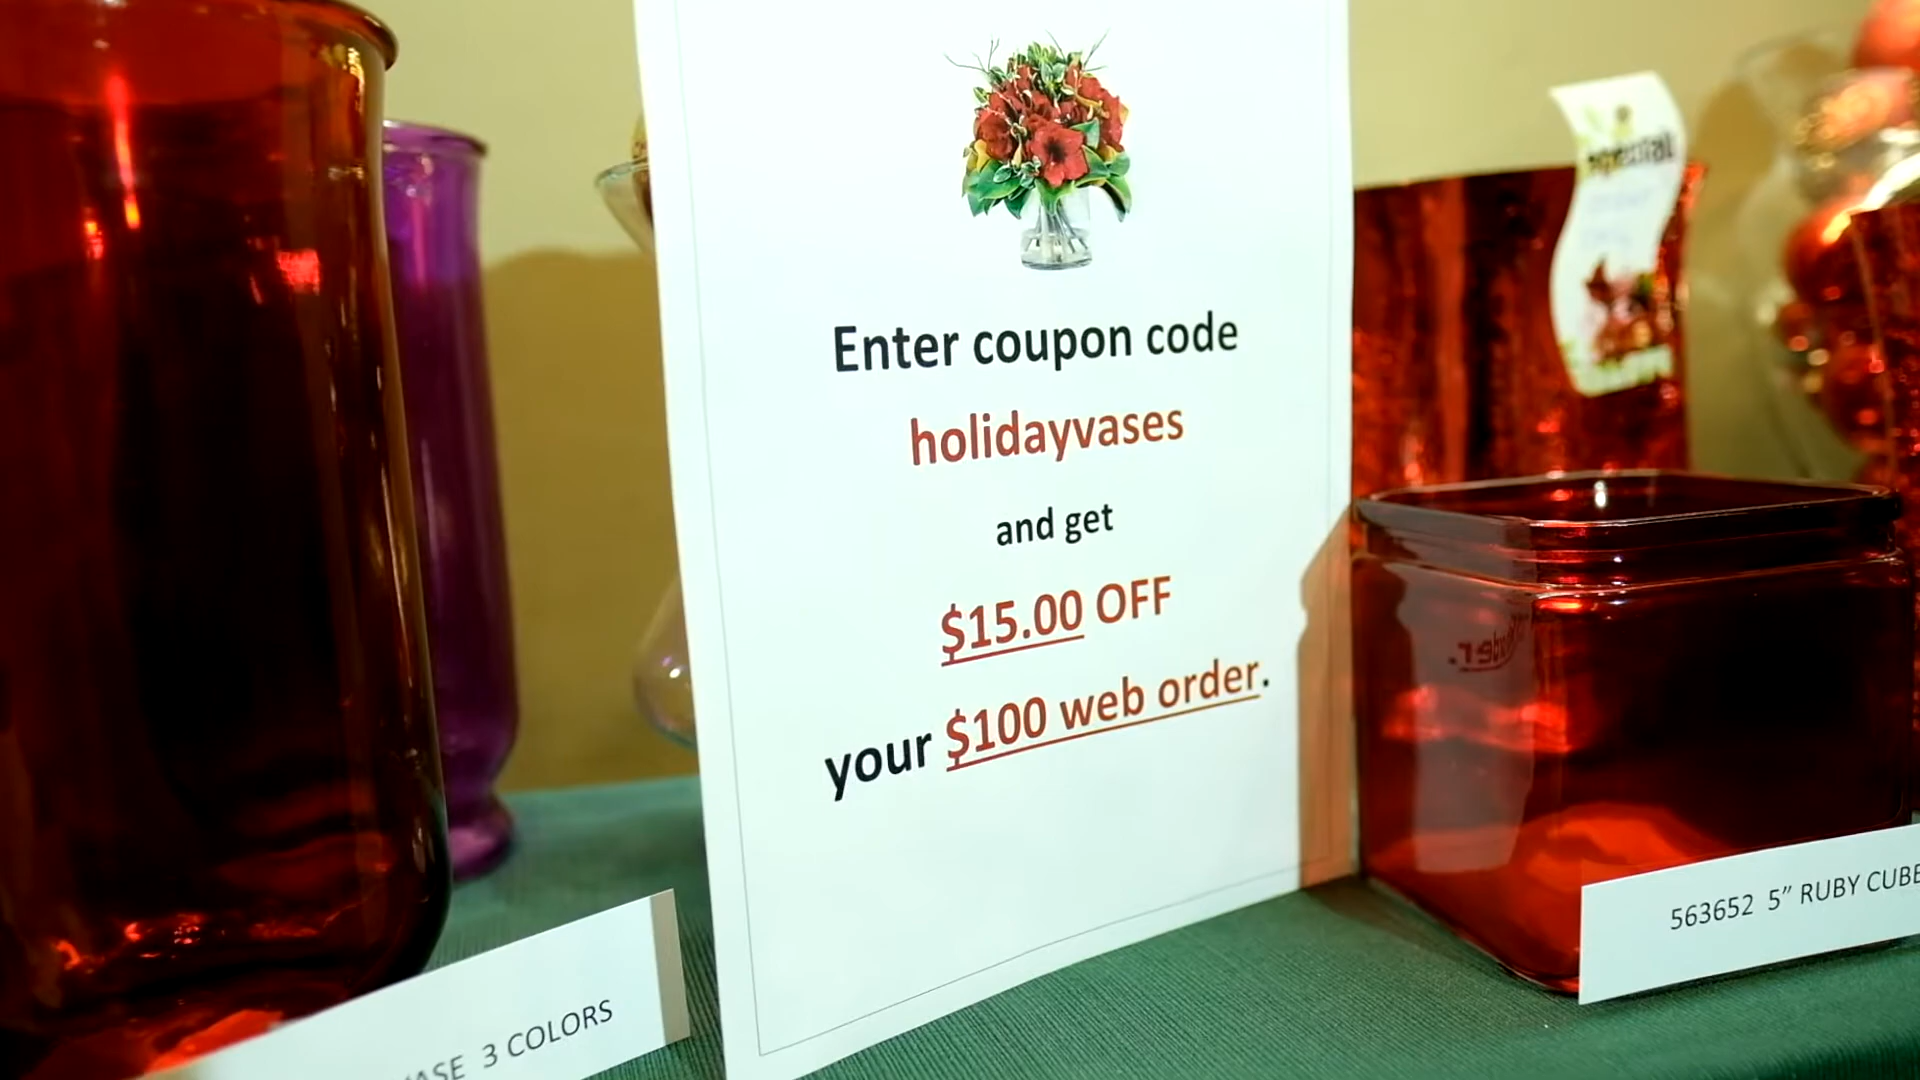 Enter coupon code
holidayvases
and get
$15.00 OFF
your $100 web order.
563652 5” RUBY CUBE
3 COLORS